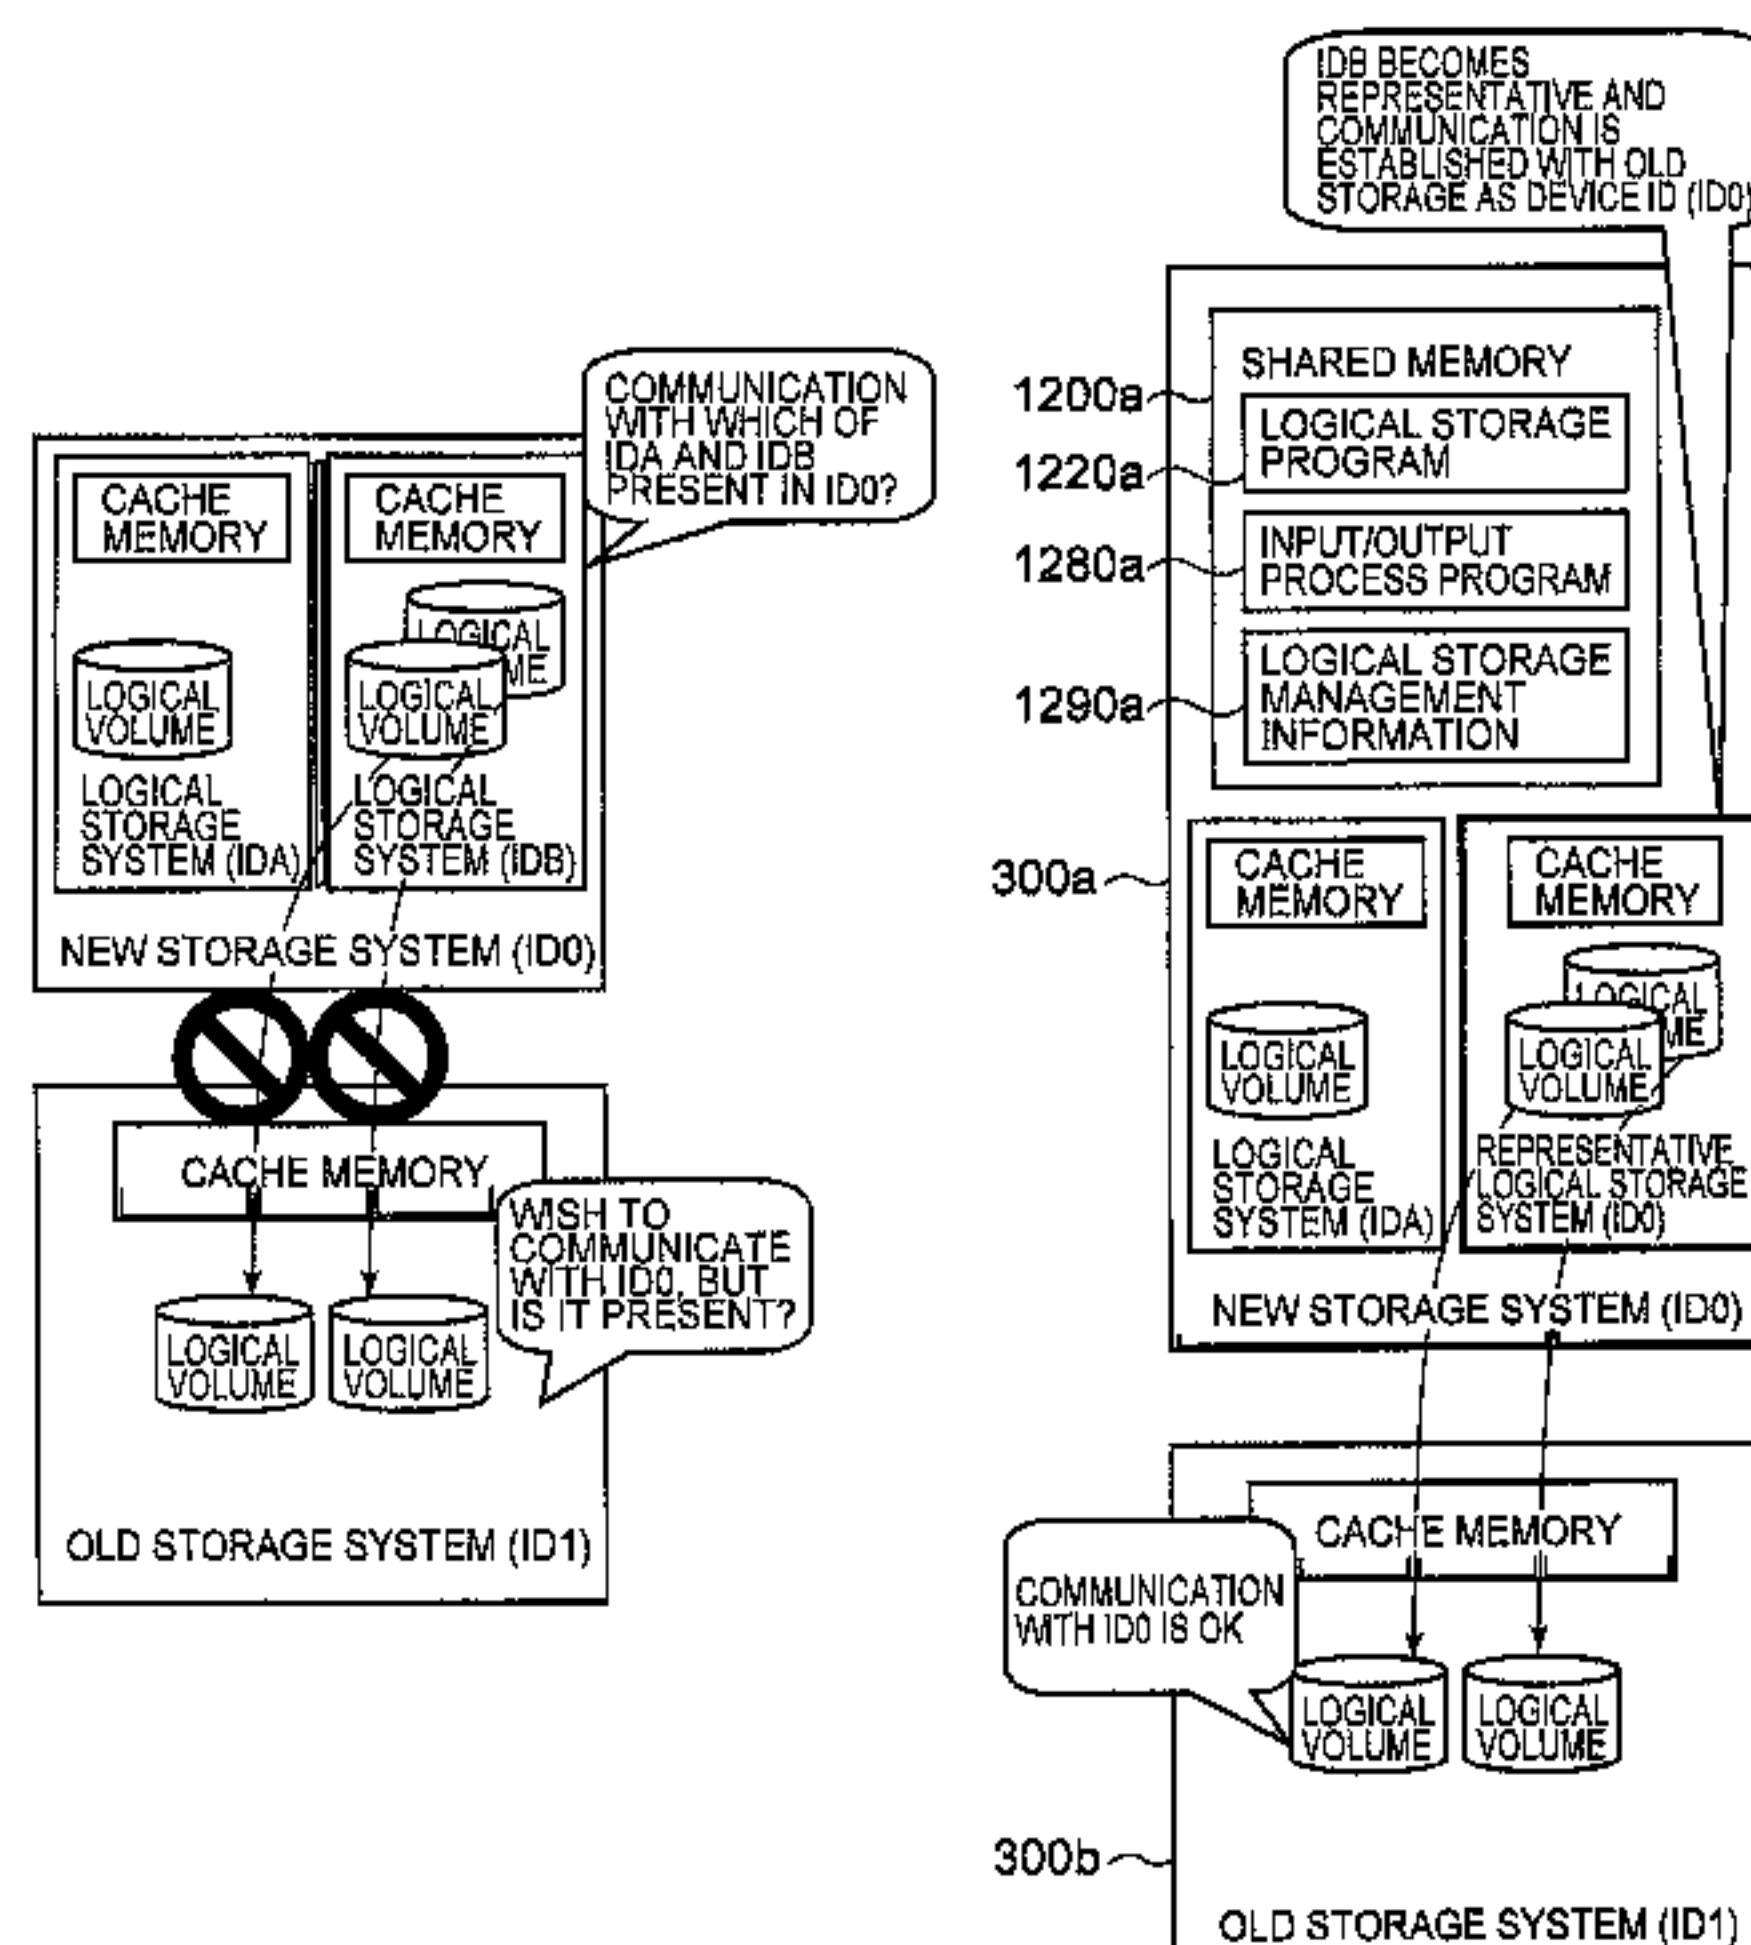 COMMUNICATION
WITH WHICH OF
IDA AND IDB
PRESENT IN ID0?
CACHE
MEMORY
CACHE
MEMORY
LOGICAL
ME
LOGICAL
VOLUME
LOGICAL
VOLUME
LOGICAL
STORAGE
SYSTEM (IDA)
LOGICAL
STORAGE
SYSTEM (IDB)
NEW STORAGE SYSTEM (ID0)
CACHE MEMORY
WISH TO
COMMUNICATE
WITH ID0, BUT
IS IT PRESENT?
LOGICAL
VOLUME
LOGICAL
VOLUME
OLD STORAGE SYSTEM (ID1)
IDB BECOMES
REPRESENTATIVE AND
COMMUNICATION IS
ESTABLISHED WITH OLD
STORAGE AS DEVICE ID (ID0)
SHARED MEMORY
1200a
LOGICAL STORAGE
PROGRAM
1220a
INPUT/OUTPUT
PROCESS PROGRAM
1280a
LOGICAL STORAGE
MANAGEMENT
INFORMATION
1290a
300a
CACHE
MEMORY
CACHE
MEMORY
LOGICAL
ME
LOGICAL
VOLUME
LOGICAL
VOLUME
LOGICAL
STORAGE
SYSTEM (IDA)
REPRESENTATIVE
LOGICAL STORAGE
SYSTEM (ID0)
NEW STORAGE SYSTEM (ID0)
CACHE MEMORY
COMMUNICATION
WITH ID0 IS OK
LOGICAL
VOLUME
LOGICAL
VOLUME
300b
OLD STORAGE SYSTEM (ID1)